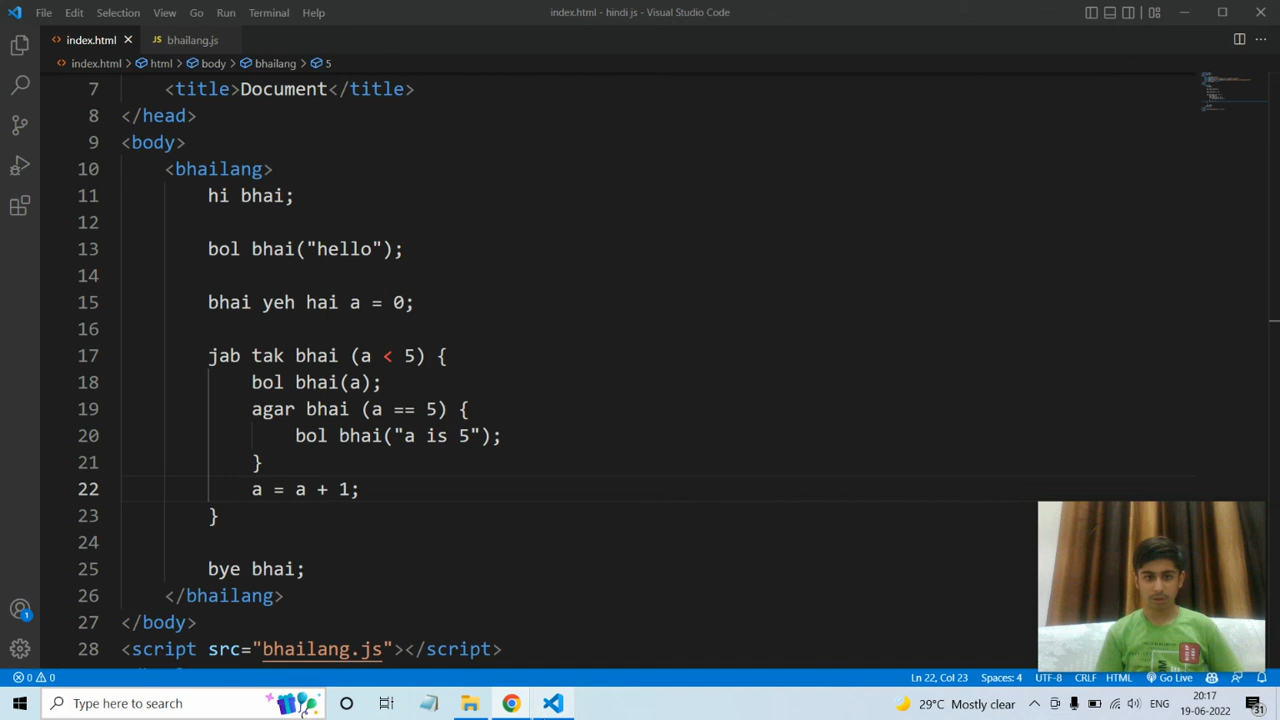 File Edit Selection View Go Run Terminal Help index.html - hindi js - Visual Studio Code
index.html bhailang.js
index.html > html > body > bhailang > 5
7 <title>Document</title>
8 </head>
9 <body>
10 <bhailang>
11 hi bhai;
12
13 bol bhai("hello");
14
15 bhai yeh hai a = 0;
16
17 jab tak bhai (a < 5) {
18 bol bhai(a);
19 agar bhai (a == 5) {
20 bol bhai("a is 5");
21 }
22 a = a + 1;
23 }
24
25 bye bhai;
26 </bhailang>
27 </body>
28 <script src="bhailang.js"></script>
0 0 Ln 22, Col 23 Spaces: 4 UTF-8 CRLF HTML Go Live
Type here to search 29°C Mostly clear ENG 20:17
19-06-2022 31
1